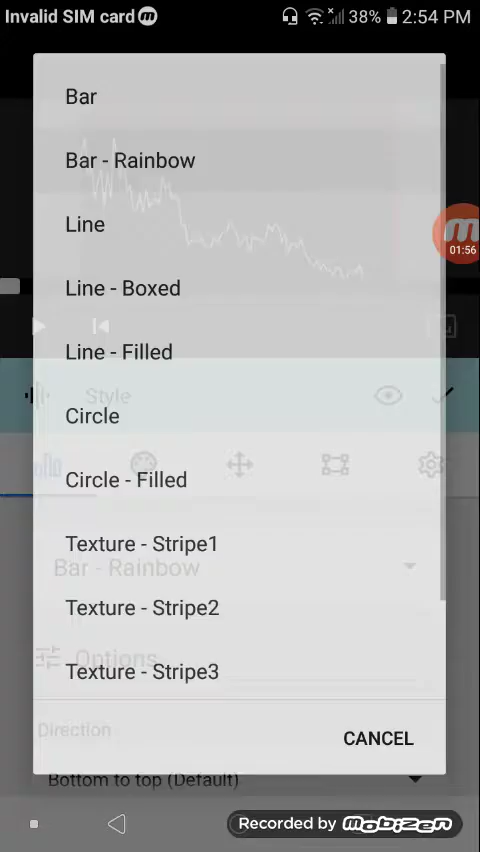 Invalid SIM card
38% 2:54 PM
Bar
Bar - Rainbow
Line
01:56
Line - Boxed
Line - Filled
Style
Circle
Circle - Filled
Texture - Stripe1
Bar - Rainbow
Texture - Stripe2
Options
Texture - Stripe3
Direction
CANCEL
Bottom to top (Default)
Recorded by mobizen